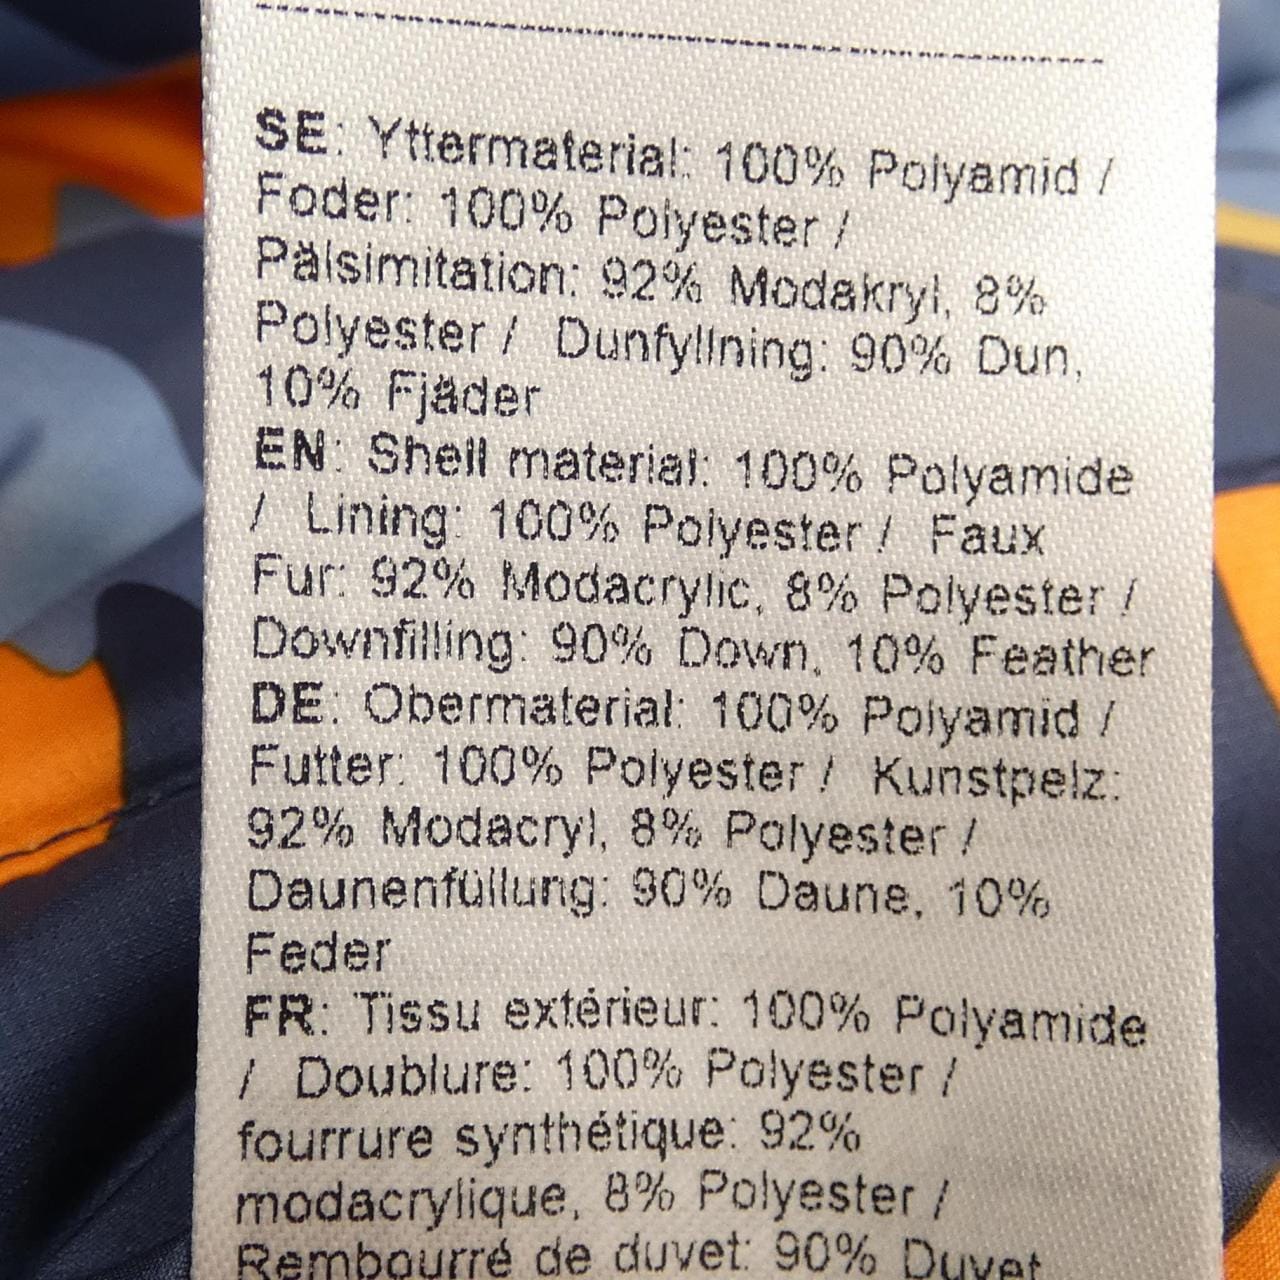 SE: Yttermaterial: 100% Polyamid /
Foder: 100% Polyester /
Pälsimitation: 92% Modakryl, 8%
Polyester / Dunfyllning: 90% Dun,
10% Fjäder
EN: Shell material: 100% Polyamide
/ Lining: 100% Polyester / Faux
Fur: 92% Modacrylic, 8% Polyester /
Downfilling: 90% Down, 10% Feather
DE: Obermaterial: 100% Polyamid /
Futter: 100% Polyester / Kunstpelz:
92% Modacryl, 8% Polyester /
Daunenfüllung: 90% Daune, 10%
Feder
FR: Tissu extérieur: 100% Polyamide
/ Doublure: 100% Polyester /
fourrure synthétique: 92%
modacrylique, 8% Polyester /
Rembourré de duvet: 90% Duvet